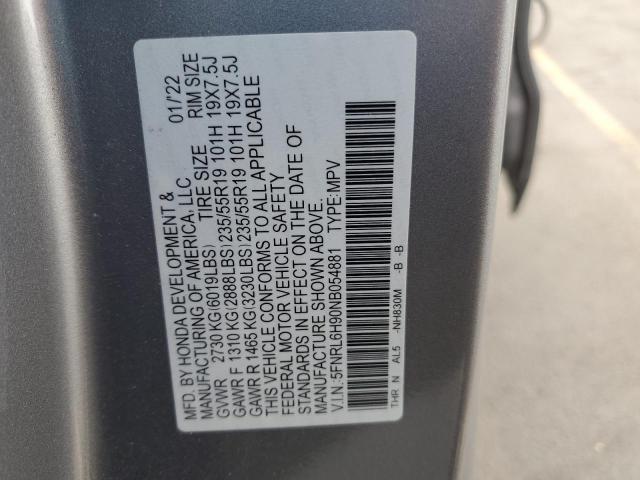 MFD. BY HONDA DEVELOPMENT &
MANUFACTURING OF AMERICA, LLC 01/'22
GVWR 2730 KG(6019LBS) TIRE SIZE RIM SIZE
GAWR F 1310 KG(2888LBS) 235/55R19 101H 19X7.5J
GAWR R 1465 KG(3230LBS) 235/55R19 101H 19X7.5J
THIS VEHICLE CONFORMS TO ALL APPLICABLE
FEDERAL MOTOR VEHICLE SAFETY
STANDARDS IN EFFECT ON THE DATE OF
MANUFACTURE SHOWN ABOVE.
V.I.N.:5FNRL6H90NB054881 TYPE:MPV
THR N AL5 -NH830M -B -B